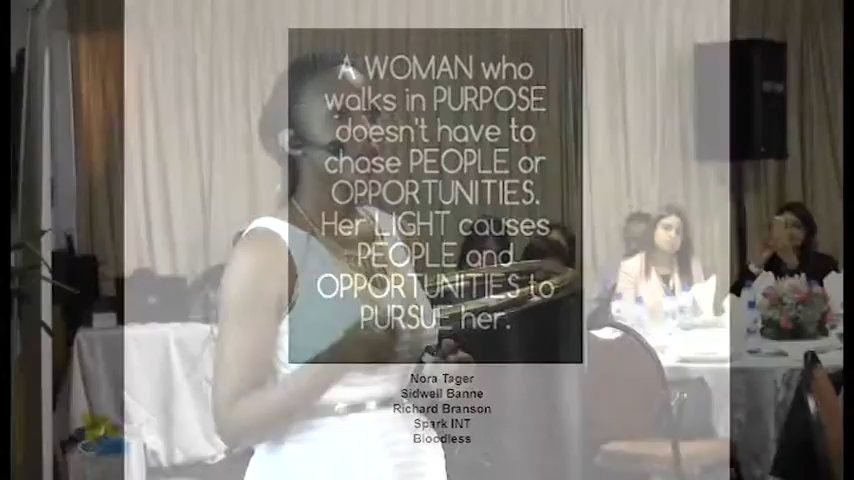 A WOMAN who
walks in PURPOSE
doesn't have to
chase PEOPLE or
OPPORTUNITIES.
Her LIGHT causes
PEOPLE and
OPPORTUNITIES to
PURSUE her.
Nora Tager
Sidwell Banne
Richard Branson
Spark INT
Bloodless